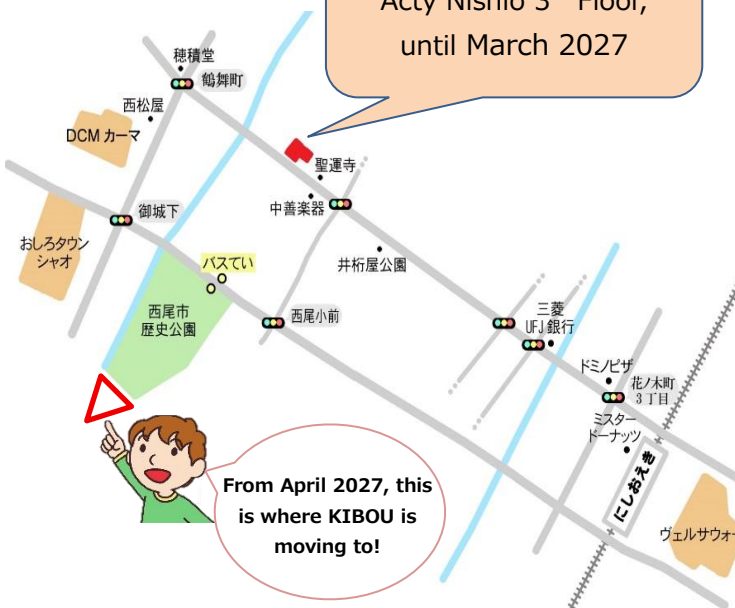 Acty Nishio 3 Floor,
until March 2027
穂積堂
鶴舞町
西松屋
DCM カーマ
聖運寺
中善楽器
御城下
おしろタウン
シャオ
バスてい
井桁屋公園
西尾市
歴史公園
西尾小前
三菱
UFJ 銀行
ドミノピザ
花ノ木町
3丁目
ミスター
ドーナッツ
にしおえき
ヴェルサウォー
From April 2027, this
is where KIBOU is
moving to!